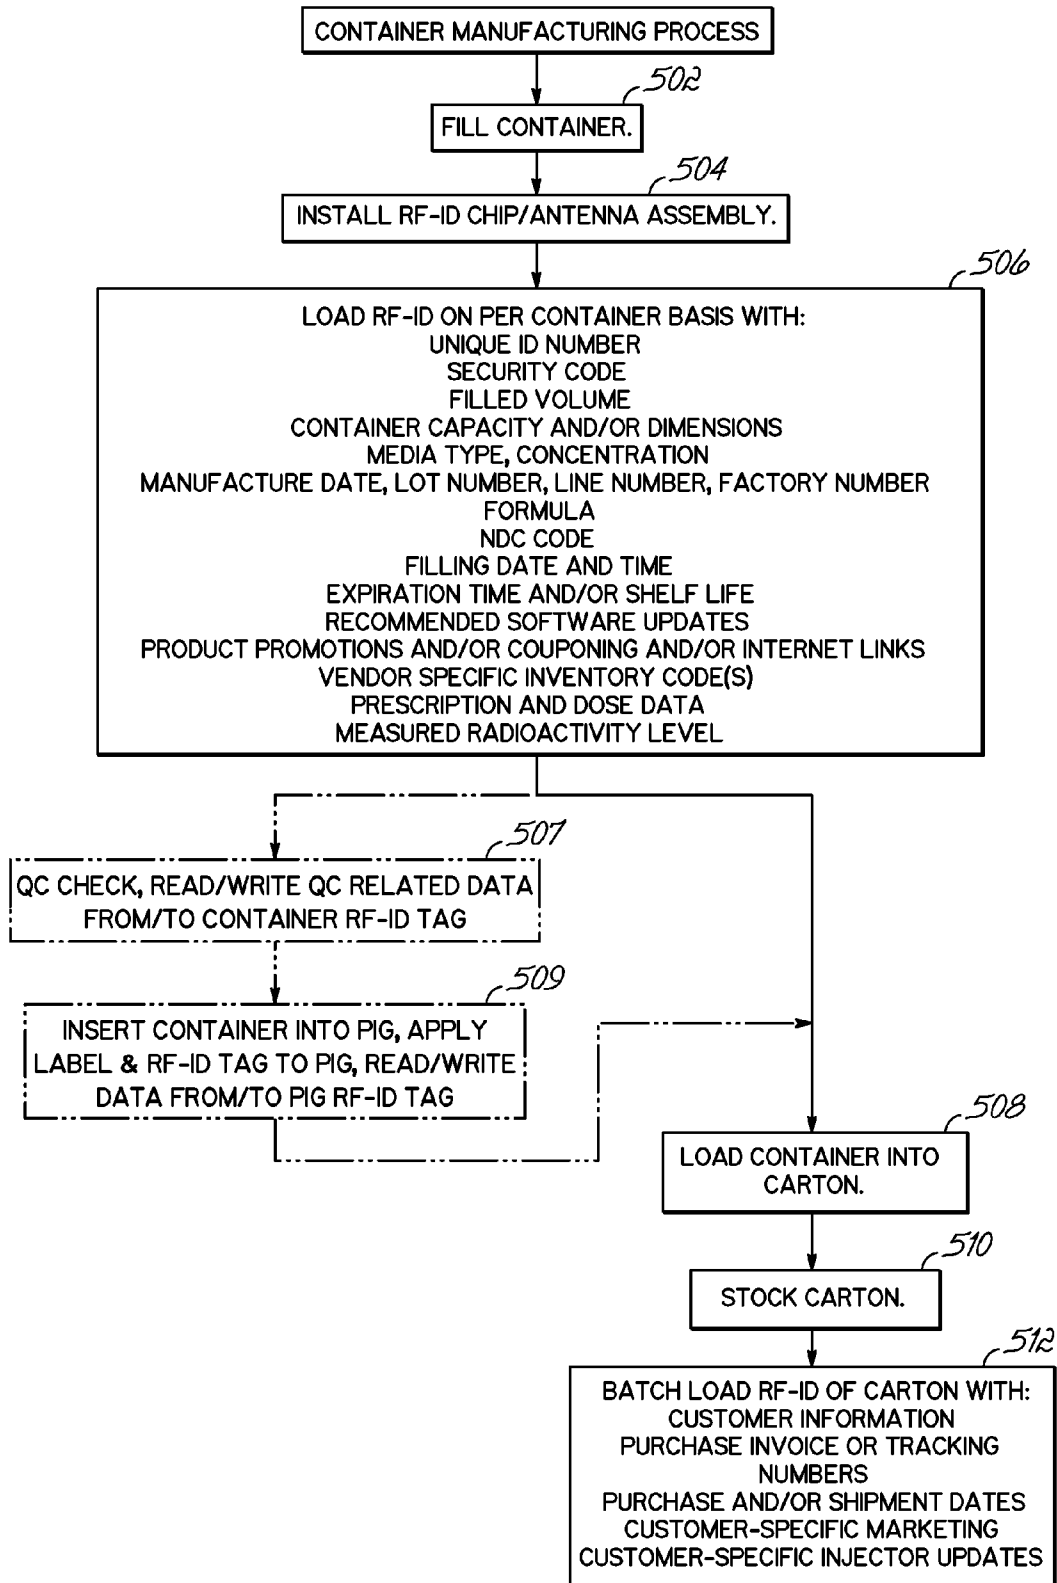 CONTAINER MANUFACTURING PROCESS
502
FILL CONTAINER.
504
INSTALL RF-ID CHIP/ANTENNA ASSEMBLY.
506
LOAD RF-ID ON PER CONTAINER BASIS WITH:
UNIQUE ID NUMBER
SECURITY CODE
FILLED VOLUME
CONTAINER CAPACITY AND/OR DIMENSIONS
MEDIA TYPE, CONCENTRATION
MANUFACTURE DATE, LOT NUMBER, LINE NUMBER, FACTORY NUMBER
FORMULA
NDC CODE
FILLING DATE AND TIME
EXPIRATION TIME AND/OR SHELF LIFE
RECOMMENDED SOFTWARE UPDATES
PRODUCT PROMOTIONS AND/OR COUPONING AND/OR INTERNET LINKS
VENDOR SPECIFIC INVENTORY CODE(S)
PRESCRIPTION AND DOSE DATA
MEASURED RADIOACTIVITY LEVEL
507
QC CHECK, READ/WRITE QC RELATED DATA
FROM/TO CONTAINER RF-ID TAG
509
INSERT CONTAINER INTO PIG, APPLY
LABEL & RF-ID TAG TO PIG, READ/WRITE
DATA FROM/TO PIG RF-ID TAG
508
LOAD CONTAINER INTO
CARTON.
510
STOCK CARTON.
512
BATCH LOAD RF-ID OF CARTON WITH:
CUSTOMER INFORMATION
PURCHASE INVOICE OR TRACKING
NUMBERS
PURCHASE AND/OR SHIPMENT DATES
CUSTOMER-SPECIFIC MARKETING
CUSTOMER-SPECIFIC INJECTOR UPDATES